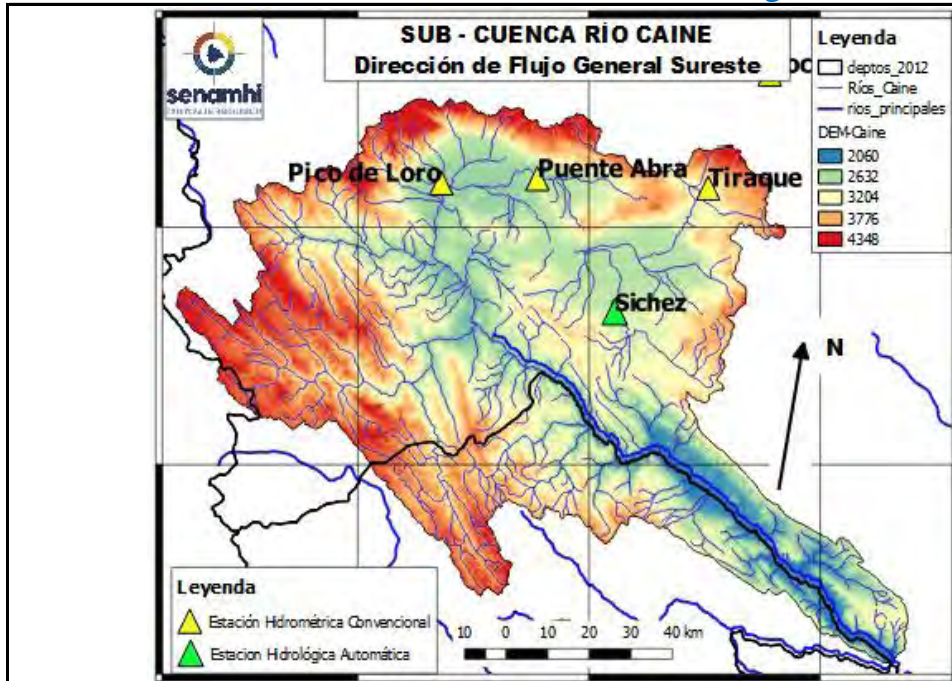 SUB - CUENCA RÍO CAINE
Dirección de Flujo General Sureste
senamhi
Leyenda
deptos_2012
Ríos_Caine
rios_principales
DEM-Caine
2060
2632
3204
3776
4348
Pico de Loro
Puente Abra
Tiraque
Sichez
N
Leyenda
Estación Hidrométrica Convencional
Estacion Hidrológica Automática
10 0 10 20 30 40 km